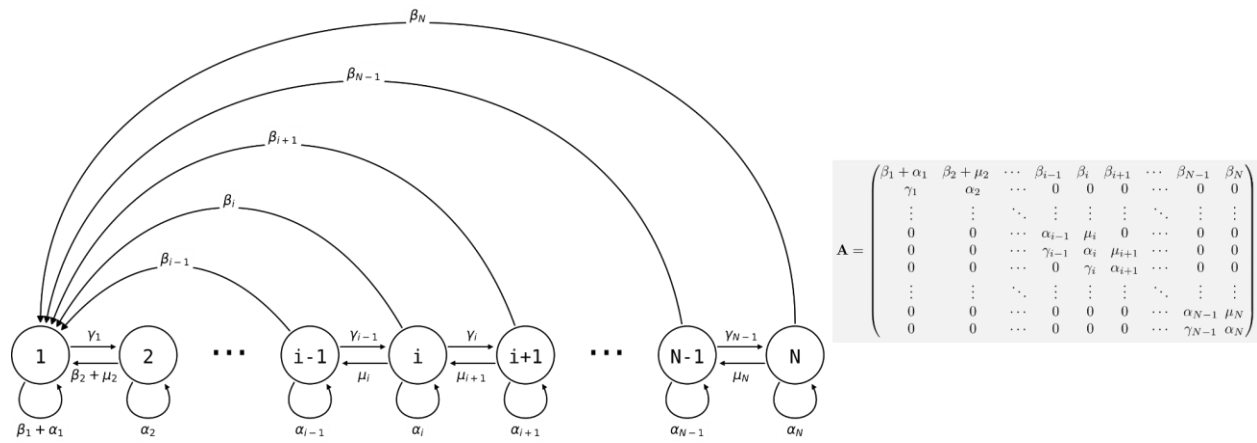 β_N
β_{N−1}
β_{i+1}
β_i
β_{i−1}
γ_1 γ_{i−1} γ_i γ_{N−1}
1 2 ··· i-1 i i+1 ··· N-1 N
β_2 + μ_2 μ_i μ_{i+1} μ_N
β_1 + α_1 α_2 α_{i−1} α_i α_{i+1} α_{N−1} α_N
β_1 + α_1 β_2 + μ_2 ··· β_{i−1} β_i β_{i+1} ··· β_{N−1} β_N
γ_1 α_2 ··· 0 0 0 ··· 0 0
⋮ ⋮ ⋱ ⋮ ⋮ ⋮ ⋱ ⋮ ⋮
0 0 ··· α_{i−1} μ_i 0 ··· 0 0
A = 0 0 ··· γ_{i−1} α_i μ_{i+1} ··· 0 0
0 0 ··· 0 γ_i α_{i+1} ··· 0 0
⋮ ⋮ ⋱ ⋮ ⋮ ⋮ ⋱ ⋮ ⋮
0 0 ··· 0 0 0 ··· α_{N−1} μ_N
0 0 ··· 0 0 0 ··· γ_{N−1} α_N